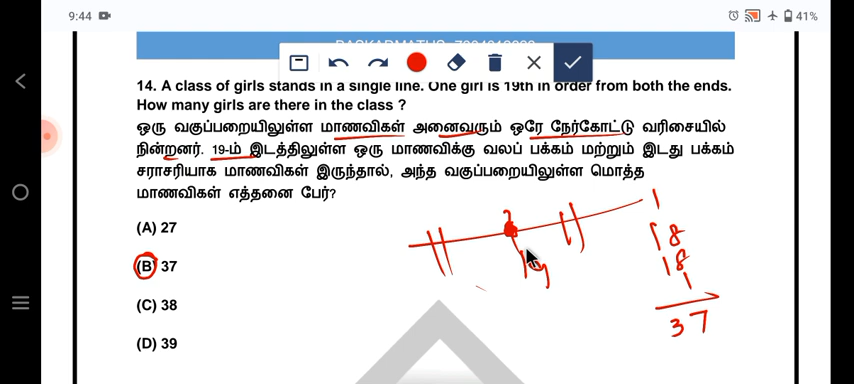 9:44
41%
14. A class of girls stands in a single line. One girl is 19th in order from both the ends.
How many girls are there in the class ?
ஒரு வகுப்பறையிலுள்ள மாணவிகள் அனைவரும் ஒரே நேர்கோட்டு வரிசையில்
நின்றனர். 19-ம் இடத்திலுள்ள ஒரு மாணவிக்கு வலப் பக்கம் மற்றும் இடது பக்கம்
சராசரியாக மாணவிகள் இருந்தால், அந்த வகுப்பறையிலுள்ள மொத்த
மாணவிகள் எத்தனை பேர்?
(A) 27
(B) 37
(C) 38
(D) 39
19
18
18
1
37